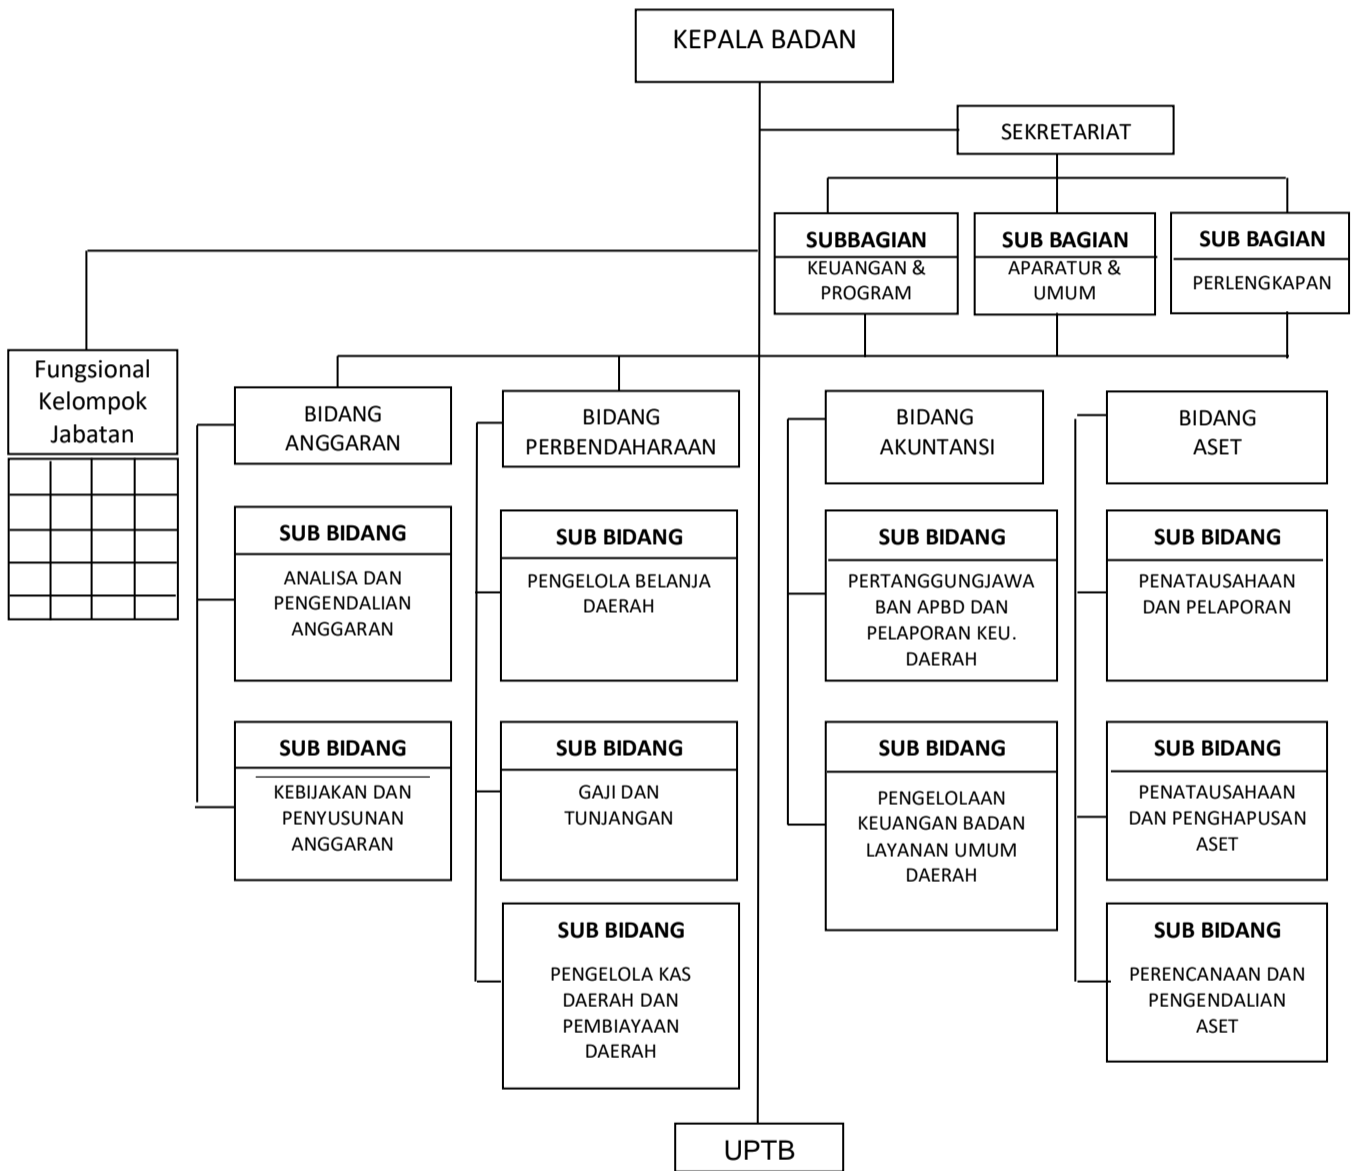 KEPALA BADAN
SEKRETARIAT
SUBBAGIAN
KEUANGAN &
PROGRAM
SUB BAGIAN
APARATUR &
UMUM
SUB BAGIAN
PERLENGKAPAN
Fungsional
Kelompok
Jabatan
BIDANG
ANGGARAN
BIDANG
PERBENDAHARAAN
BIDANG
AKUNTANSI
BIDANG
ASET
SUB BIDANG
ANALISA DAN
PENGENDALIAN
ANGGARAN
SUB BIDANG
PENGELOLA BELANJA
DAERAH
SUB BIDANG
PERTANGGUNGJAWA
BAN APBD DAN
PELAPORAN KEU.
DAERAH
SUB BIDANG
PENATAUSAHAAN
DAN PELAPORAN
SUB BIDANG
KEBIJAKAN DAN
PENYUSUNAN
ANGGARAN
SUB BIDANG
GAJI DAN
TUNJANGAN
SUB BIDANG
PENGELOLAAN
KEUANGAN BADAN
LAYANAN UMUM
DAERAH
SUB BIDANG
PENATAUSAHAAN
DAN PENGHAPUSAN
ASET
SUB BIDANG
PENGELOLA KAS
DAERAH DAN
PEMBIAYAAN
DAERAH
SUB BIDANG
PERENCANAAN DAN
PENGENDALIAN
ASET
UPTB